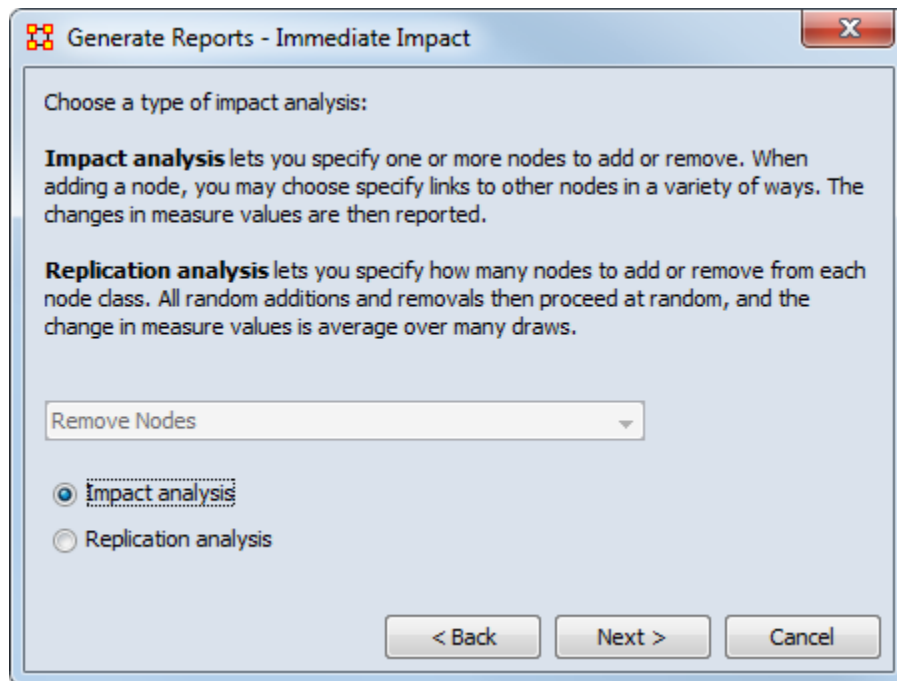 Generate Reports - Immediate Impact
Choose a type of impact analysis:
Impact analysis lets you specify one or more nodes to add or remove. When
adding a node, you may choose specify links to other nodes in a variety of ways. The
changes in measure values are then reported.
Replication analysis lets you specify how many nodes to add or remove from each
node class. All random additions and removals then proceed at random, and the
change in measure values is average over many draws.
Remove Nodes
Impact analysis
Replication analysis
< Back Next > Cancel